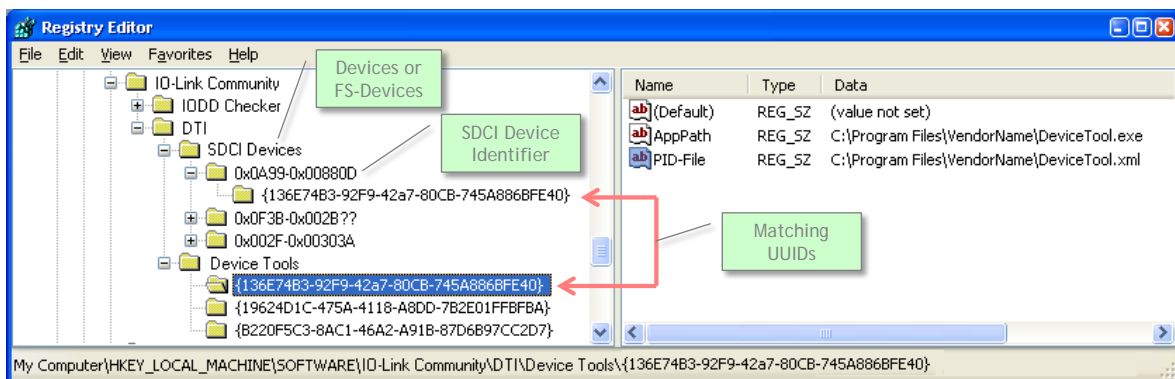 Registry Editor
File Edit View Favorites Help
Devices or
FS-Devices
IO-Link Community
IODD Checker
DTI
SDCI Devices
SDCI Device
Identifier
0x0A99-0x00880D
{136E74B3-92F9-42a7-80CB-745A886BFE40}
0x0F3B-0x002B??
0x002F-0x00303A
Device Tools
{136E74B3-92F9-42a7-80CB-745A886BFE40}
{19624D1C-475A-4118-A8DD-7B2E01FFBFBA}
{B220F5C3-8AC1-46A2-A91B-87D6B97CC2D7}
Name Type Data
ab (Default) REG_SZ (value not set)
ab AppPath REG_SZ C:\Program Files\VendorName\DeviceTool.exe
ab PID-File REG_SZ C:\Program Files\VendorName\DeviceTool.xml
Matching
UUIDs
My Computer\HKEY_LOCAL_MACHINE\SOFTWARE\IO-Link Community\DTI\Device Tools\{136E74B3-92F9-42a7-80CB-745A886BFE40}